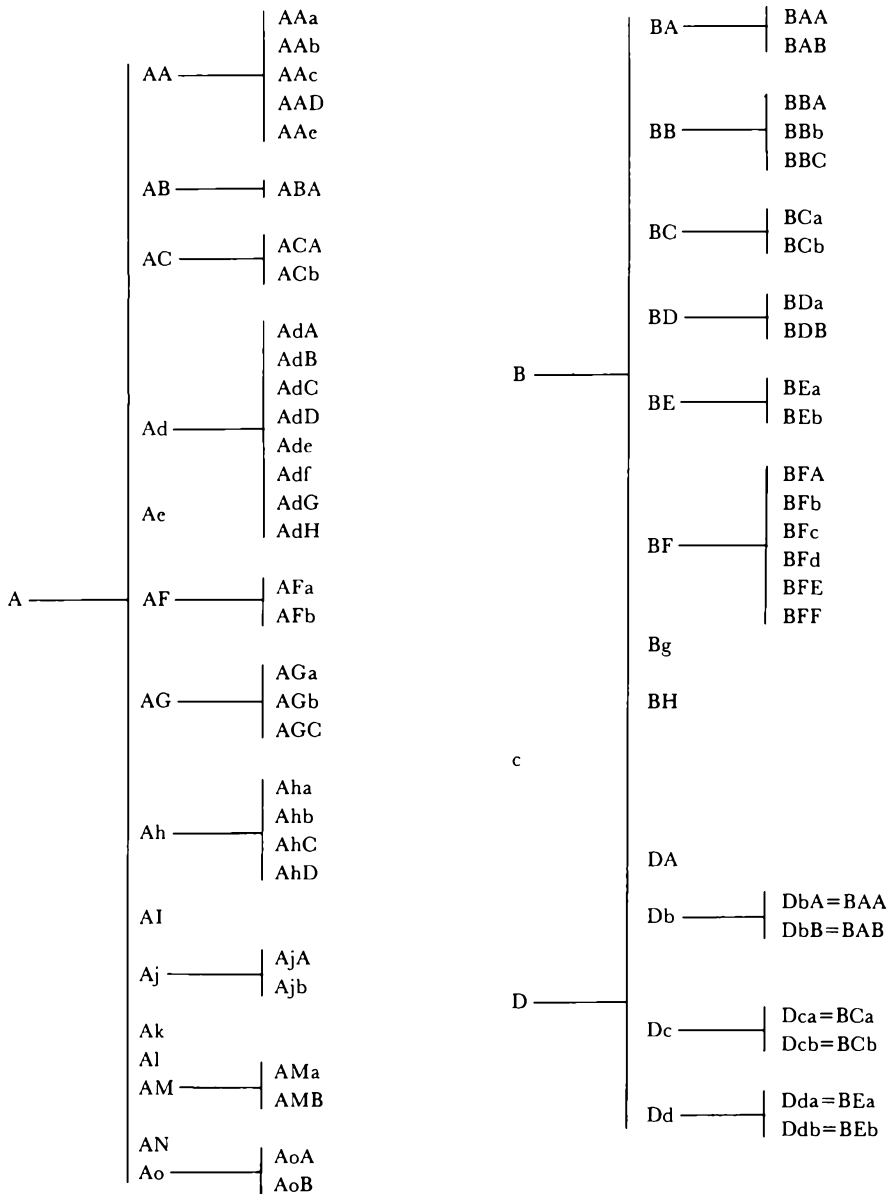 A
AA
AAa
AAb
AAc
AAD
AAe
AB
ABA
AC
ACA
ACb
Ad
AdA
AdB
AdC
AdD
Ade
Adf
AdG
AdH
Ae
AF
AFa
AFb
AG
AGa
AGb
AGC
Ah
Aha
Ahb
AhC
AhD
AI
Aj
AjA
Ajb
Ak
Al
AM
AMa
AMB
AN
Ao
AoA
AoB
B
BA
BAA
BAB
BB
BBA
BBb
BBC
BC
BCa
BCb
BD
BDa
BDB
BE
BEa
BEb
BF
BFA
BFb
BFc
BFd
BFE
BFF
Bg
BH
c
D
DA
Db
DbA=BAA
DbB=BAB
Dc
Dca=BCa
Dcb=BCb
Dd
Dda=BEa
Ddb=BEb